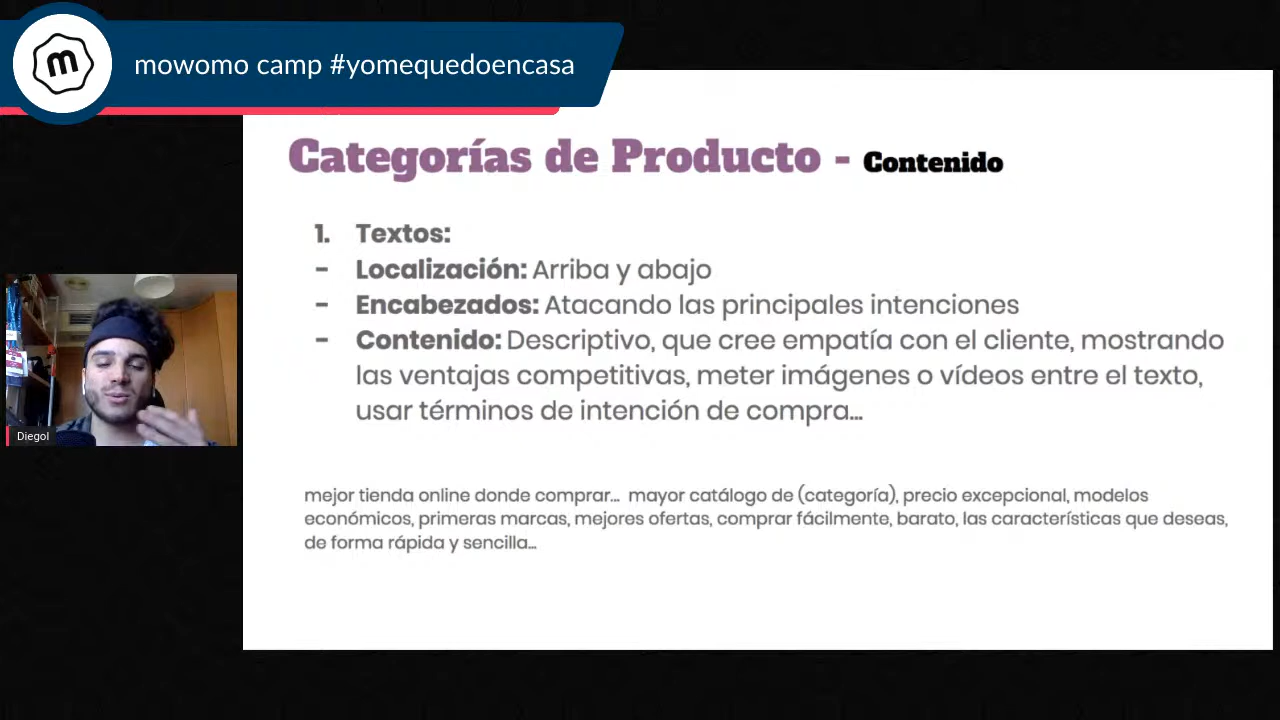 m
mowomo camp #yomequedoencasa
Categorías de Producto - Contenido
1. Textos:
- Localización: Arriba y abajo
- Encabezados: Atacando las principales intenciones
- Contenido: Descriptivo, que cree empatía con el cliente, mostrando
las ventajas competitivas, meter imágenes o vídeos entre el texto,
usar términos de intención de compra...
mejor tienda online donde comprar... mayor catálogo de (categoría), precio excepcional, modelos
económicos, primeras marcas, mejores ofertas, comprar fácilmente, barato, las características que deseas,
de forma rápida y sencilla...
Diegol